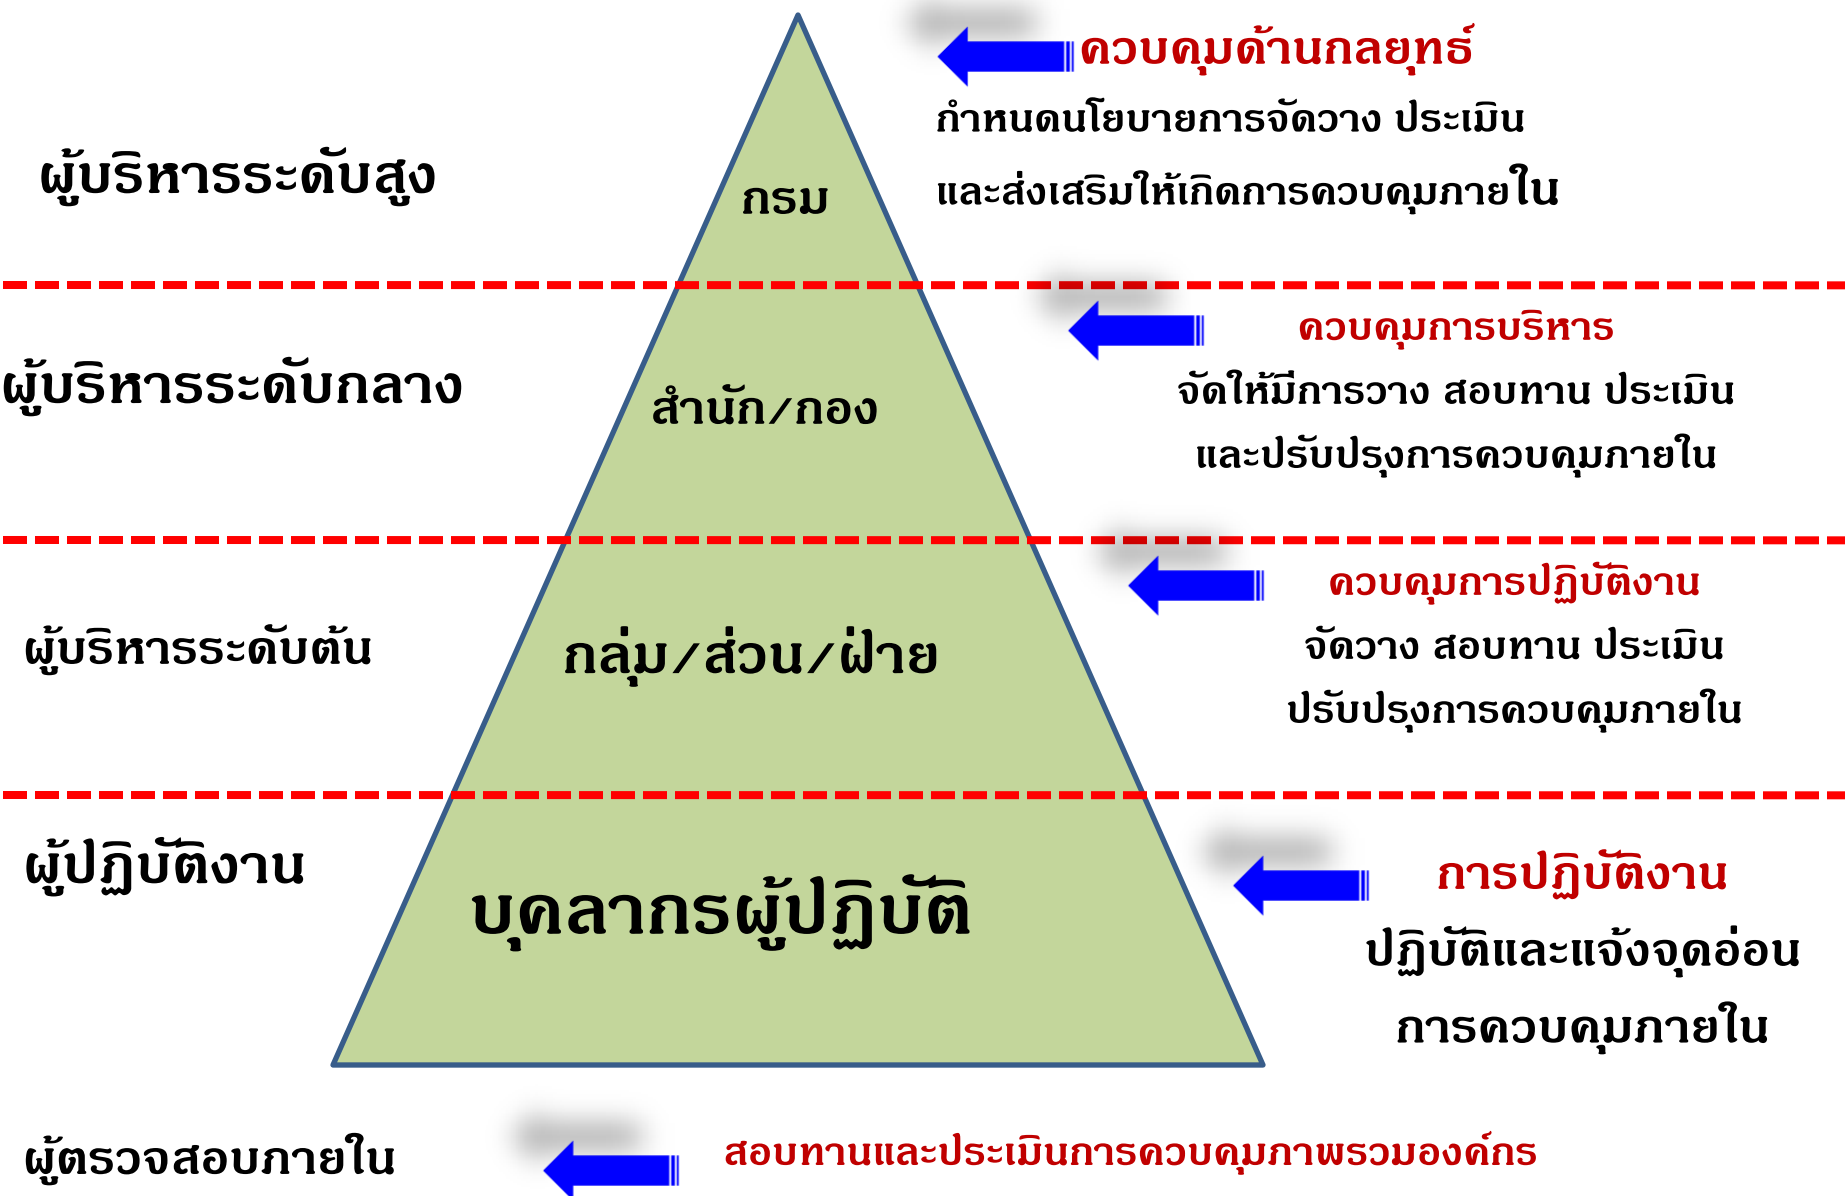 ควบคุมด้านกลยุทธ์
กำหนดนโยบายการจัดวาง ประเมิน
และส่งเสริมให้เกิดการควบคุมภายใน
ผู้บริหารระดับสูง
กรม
ควบคุมการบริหาร
จัดให้มีการวาง สอบทาน ประเมิน
และปรับปรุงการควบคุมภายใน
ผู้บริหารระดับกลาง
สำนัก/กอง
ควบคุมการปฏิบัติงาน
จัดวาง สอบทาน ประเมิน
ปรับปรุงการควบคุมภายใน
ผู้บริหารระดับต้น
กลุ่ม/ส่วน/ฝ่าย
ผู้ปฏิบัติงาน
บุคลากรผู้ปฏิบัติ
การปฏิบัติงาน
ปฏิบัติและแจ้งจุดอ่อน
การควบคุมภายใน
ผู้ตรวจสอบภายใน
สอบทานและประเมินการควบคุมภาพรวมองค์กร